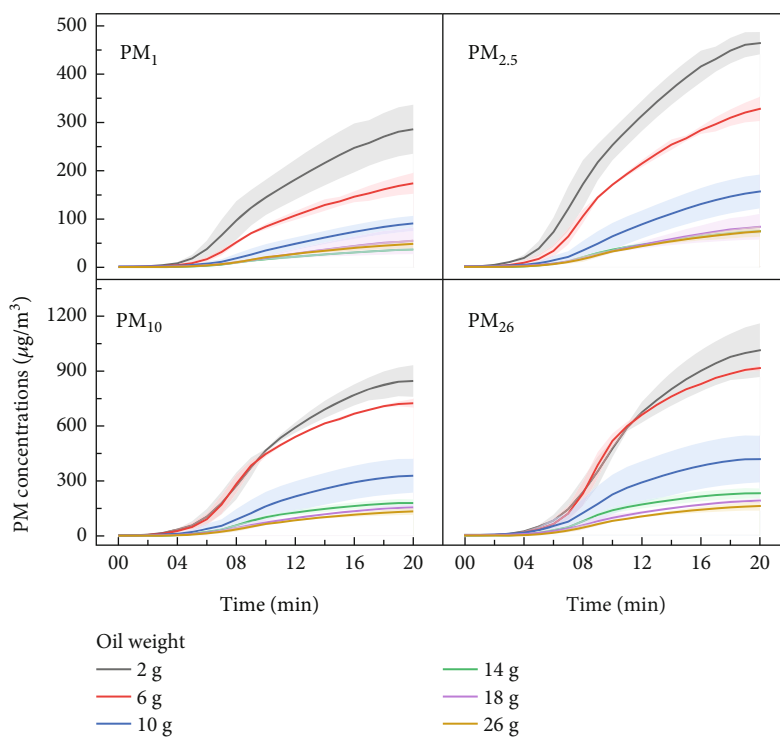 PM concentrations (μg/m³)
500
400
300
200
100
0
PM₁
PM₂.₅
1200
900
600
300
0
PM₁₀
PM₂₆
00 04 08 12 16 20
00 04 08 12 16 20
Time (min)
Time (min)
Oil weight
2 g
6 g
10 g
14 g
18 g
26 g